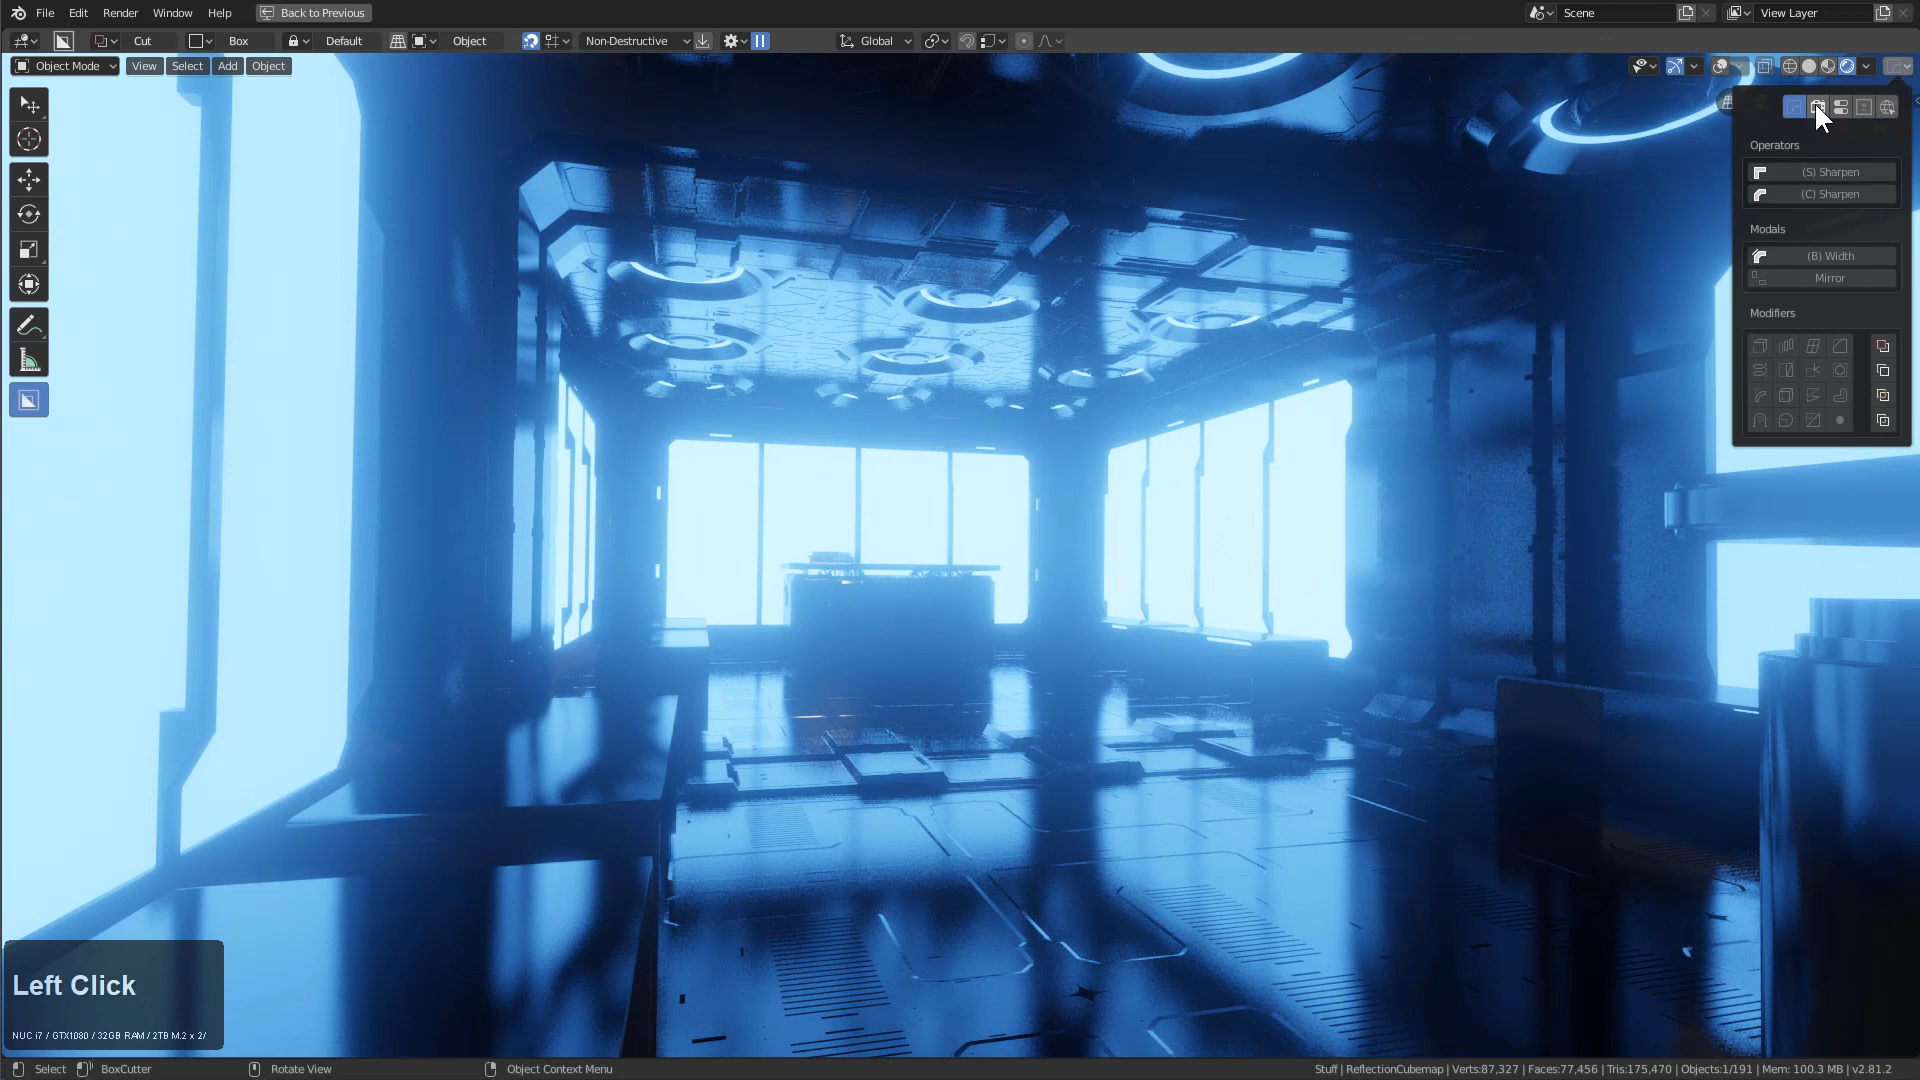 File Edit Render Window Help Back to Previous Scene View Layer
Cut Box Default Object Non-Destructive Global
Object Mode View Select Add Object
Operators
(S) Sharpen
(C) Sharpen
Modals
(B) Width
Mirror
Modifiers
Left Click
NUC i7 / GTX1080 / 32GB RAM / 2TB M.2 x 2/
Select BoxCutter Rotate View Object Context Menu Stuff | ReflectionCubemap | Verts:87,327 | Faces:77,456 | Tris:175,470 | Objects:1/191 | Mem: 100.3 MB | v2.81.2